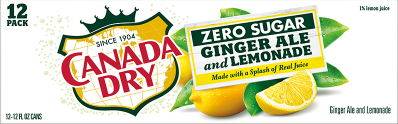 12
PACK
SINCE 1904
CANADA
DRY
12-12 FL OZ CANS
ZERO SUGAR
GINGER ALE
and LEMONADE
Made with a Splash of Real Juice
1% lemon juice
Ginger Ale and Lemonade